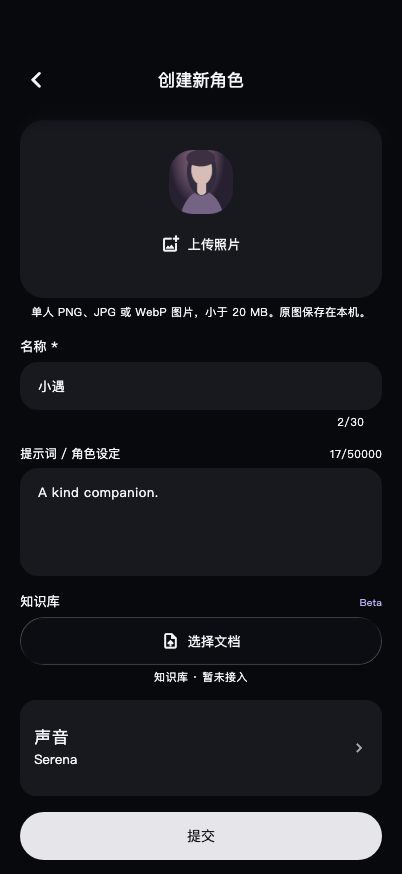 创建新角色
上传照片
单人 PNG、JPG 或 WebP 图片，小于 20 MB。原图保存在本机。
名称 *
小遇
2/30
提示词 / 角色设定
17/50000
A kind companion.
知识库
Beta
选择文档
知识库 · 暂未接入
声音
Serena
提交